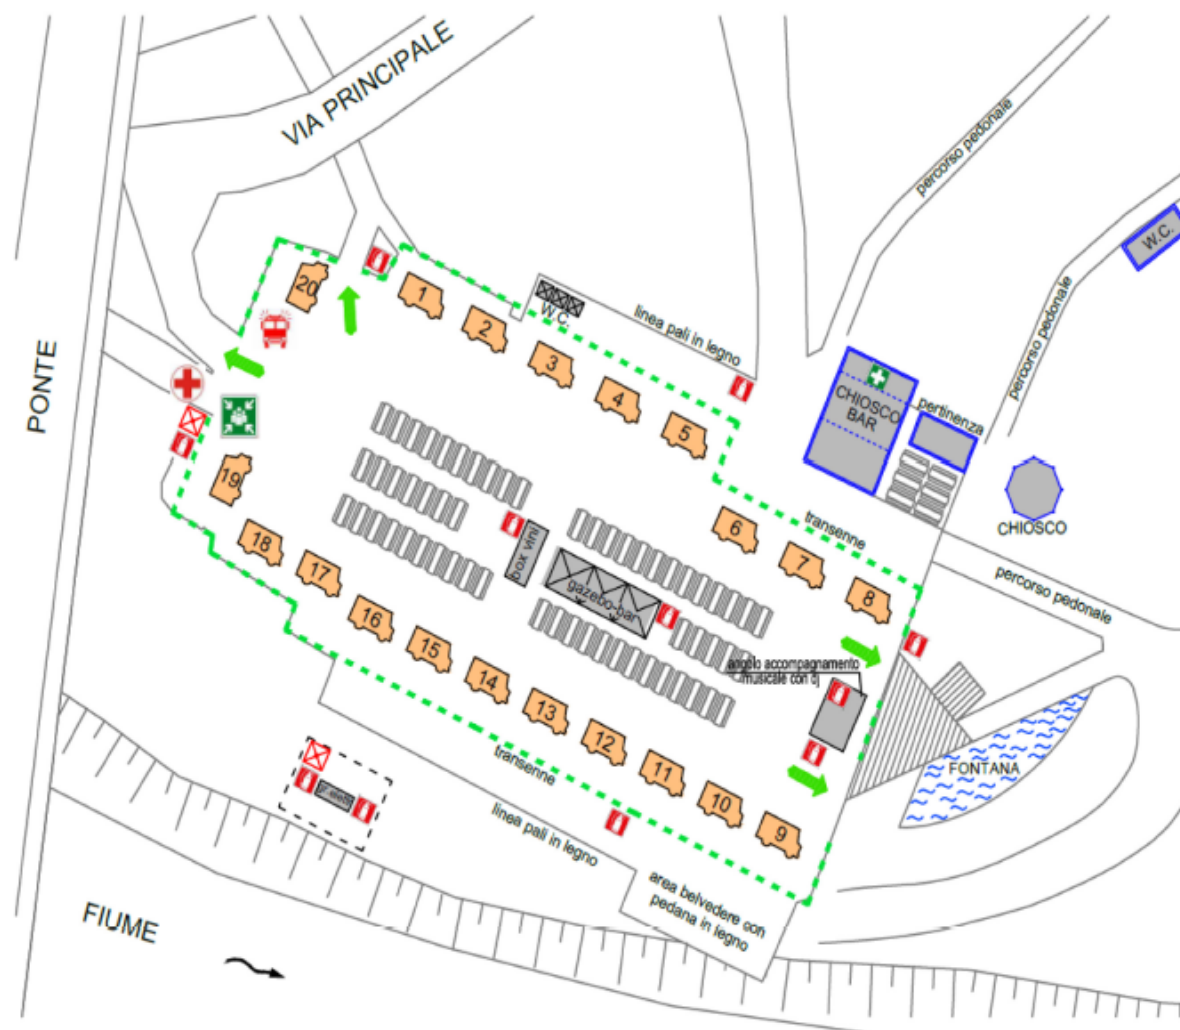 VIA PRINCIPALE
percorso pedonale
W.C.
percorso pedonale
PONTE
20
1
2
3
4
5
W.C.
linea pali in legno
CHIOSCO
BAR
pertinenza
CHIOSCO
19
18
17
16
15
14
13
12
11
10
9
box vini
gazebo-bar
6
7
8
transenne
percorso pedonale
angolo accompagnamento
musicale con dj
FONTANA
transenne
linea pali in legno
area belvedere con
pedana in legno
FIUME